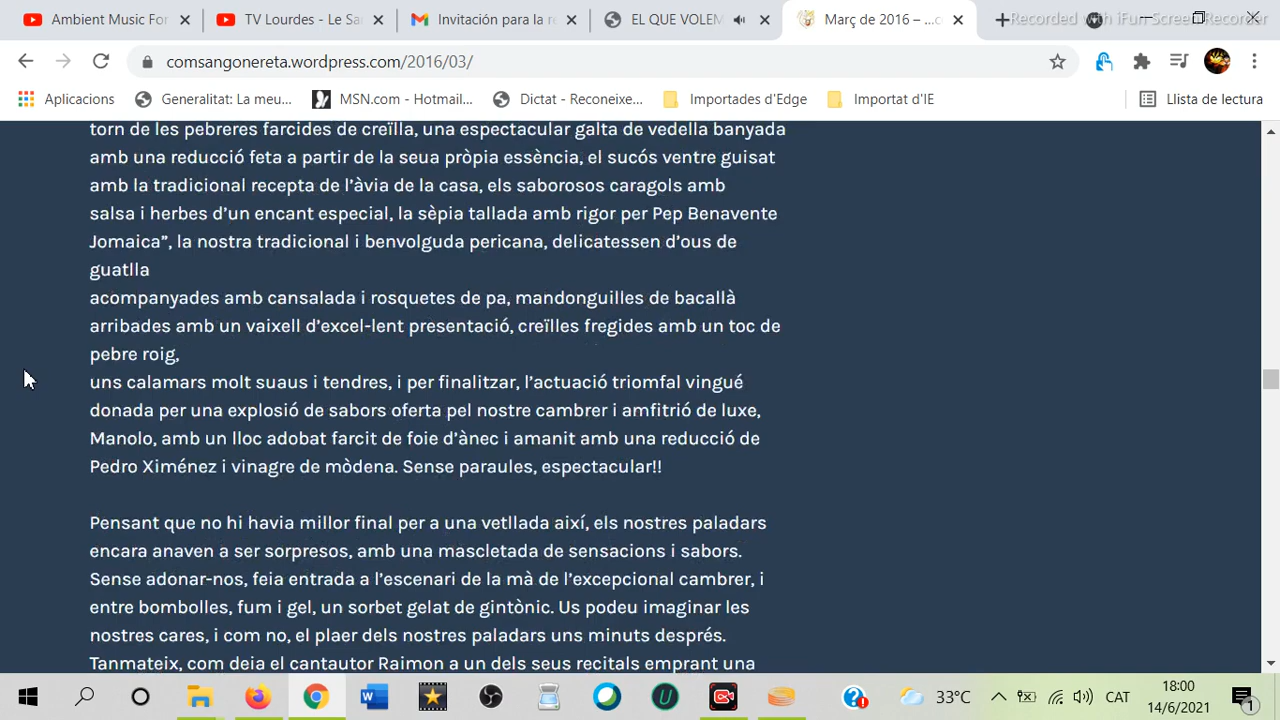 Ambient Music For
TV Lourdes - Le Sa
Invitación para la r
EL QUE VOLEM
Març de 2016 – ...c
Recorded with iFun Screen Recorder
comsangonereta.wordpress.com/2016/03/
Aplicacions
Generalitat: La meu...
MSN.com - Hotmail...
Dictat - Reconeixe...
Importades d'Edge
Importat d'IE
Llista de lectura
torn de les pebreres farcides de creïlla, una espectacular galta de vedella banyada
amb una reducció feta a partir de la seua pròpia essència, el sucós ventre guisat
amb la tradicional recepta de l’àvia de la casa, els saborosos caragols amb
salsa i herbes d’un encant especial, la sèpia tallada amb rigor per Pep Benavente
Jomaica”, la nostra tradicional i benvolguda pericana, delicatessen d’ous de
guatlla
acompanyades amb cansalada i rosquetes de pa, mandonguilles de bacallà
arribades amb un vaixell d’excel-lent presentació, creïlles fregides amb un toc de
pebre roig,
uns calamars molt suaus i tendres, i per finalitzar, l’actuació triomfal vingué
donada per una explosió de sabors oferta pel nostre cambrer i amfitrió de luxe,
Manolo, amb un lloc adobat farcit de foie d’ànec i amanit amb una reducció de
Pedro Ximénez i vinagre de mòdena. Sense paraules, espectacular!!
Pensant que no hi havia millor final per a una vetllada així, els nostres paladars
encara anaven a ser sorpresos, amb una mascletada de sensacions i sabors.
Sense adonar-nos, feia entrada a l’escenari de la mà de l’excepcional cambrer, i
entre bombolles, fum i gel, un sorbet gelat de gintònic. Us podeu imaginar les
nostres cares, i com no, el plaer dels nostres paladars uns minuts després.
Tanmateix, com deia el cantautor Raimon a un dels seus recitals emprant una
33°C
CAT
18:00
14/6/2021
1